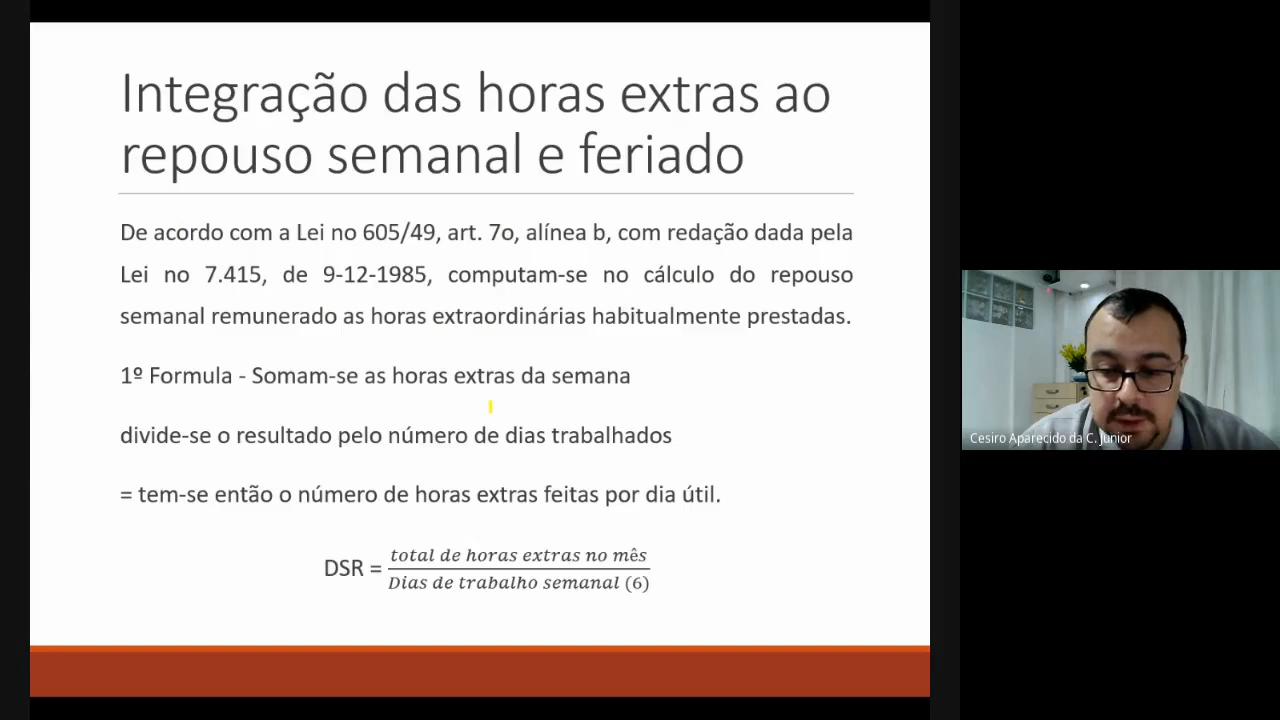 Integração das horas extras ao
repouso semanal e feriado
De acordo com a Lei no 605/49, art. 7o, alínea b, com redação dada pela
Lei no 7.415, de 9-12-1985, computam-se no cálculo do repouso
semanal remunerado as horas extraordinárias habitualmente prestadas.
1º Formula - Somam-se as horas extras da semana
divide-se o resultado pelo número de dias trabalhados
= tem-se então o número de horas extras feitas por dia útil.
DSR = total de horas extras no mês
Dias de trabalho semanal (6)
Cesiro Aparecido da C. Junior